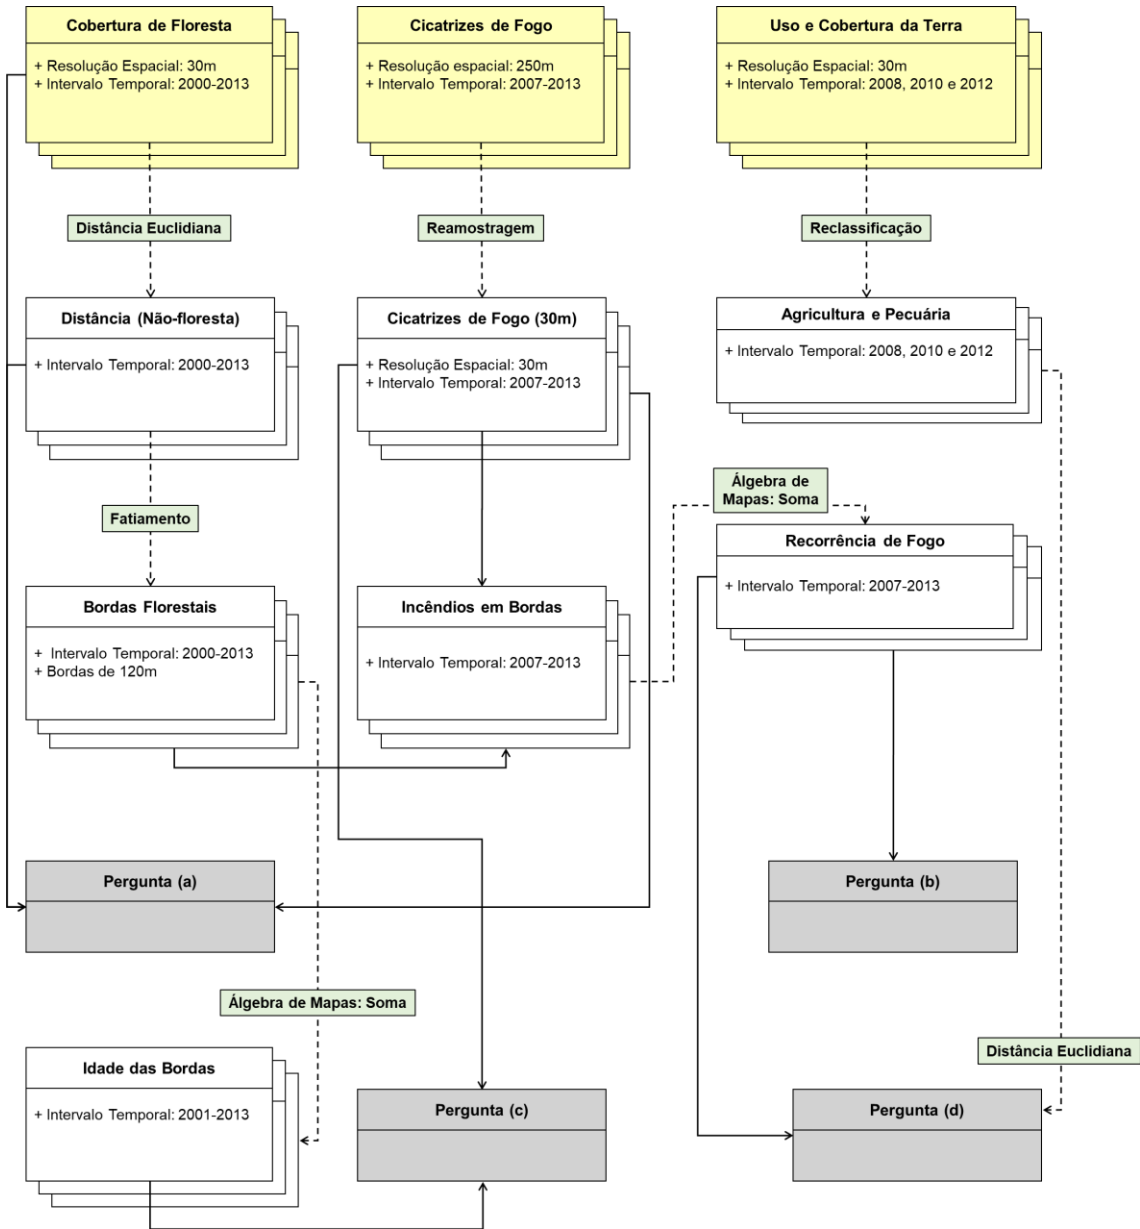 Cobertura de Floresta
+ Resolução Espacial: 30m
+ Intervalo Temporal: 2000-2013
Cicatrizes de Fogo
+ Resolução espacial: 250m
+ Intervalo Temporal: 2007-2013
Uso e Cobertura da Terra
+ Resolução Espacial: 30m
+ Intervalo Temporal: 2008, 2010 e 2012
Distância Euclidiana
Reamostragem
Reclassificação
Distância (Não-floresta)
+ Intervalo Temporal: 2000-2013
Cicatrizes de Fogo (30m)
+ Resolução Espacial: 30m
+ Intervalo Temporal: 2007-2013
Agricultura e Pecuária
+ Intervalo Temporal: 2008, 2010 e 2012
Fatiamento
Álgebra de
Mapas: Soma
Recorrência de Fogo
+ Intervalo Temporal: 2007-2013
Bordas Florestais
+ Intervalo Temporal: 2000-2013
+ Bordas de 120m
Incêndios em Bordas
+ Intervalo Temporal: 2007-2013
Pergunta (a)
Pergunta (b)
Álgebra de Mapas: Soma
Distância Euclidiana
Idade das Bordas
+ Intervalo Temporal: 2001-2013
Pergunta (c)
Pergunta (d)